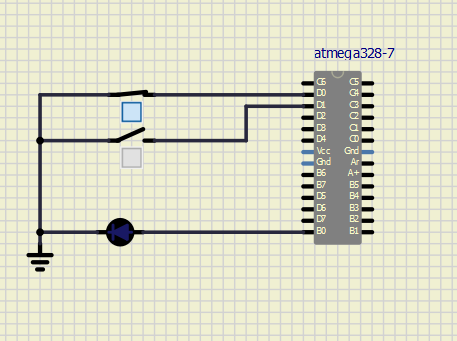 atmega328-7
C6 C5
D0 C4
D1 C3
D2 C2
D3 C1
D4 C0
Vcc Gnd
Gnd Ar
B6 A+
B7 B5
D5 B4
D6 B3
D7 B2
B0 B1